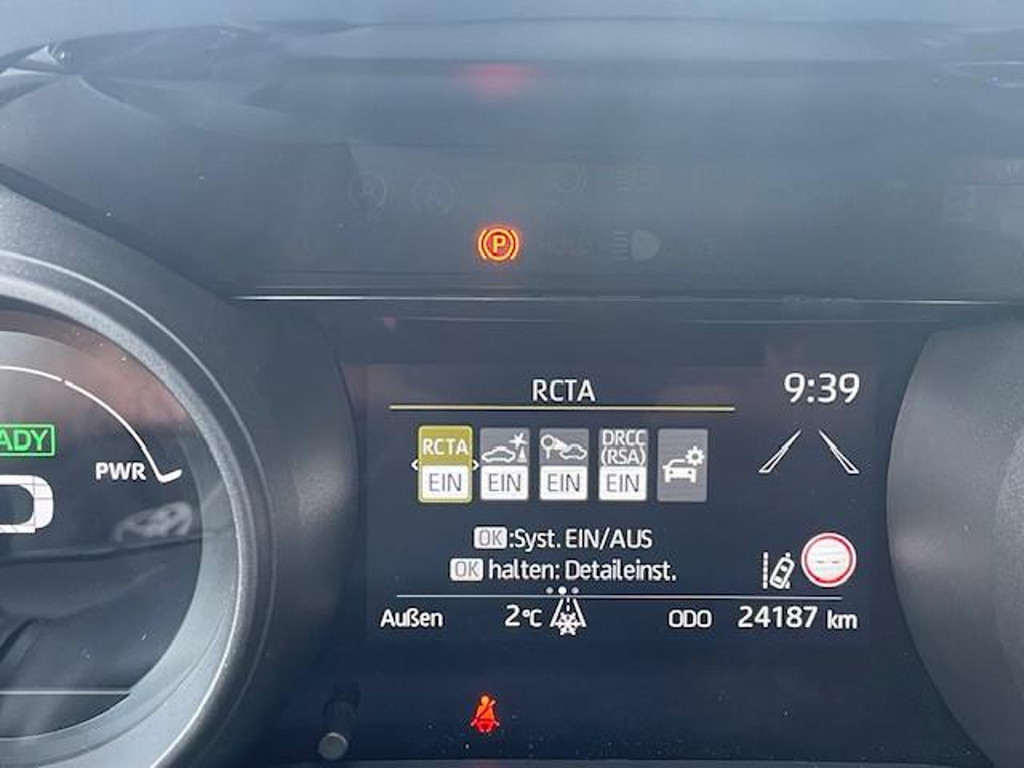 P
RCTA
9:39
ADY
PWR
RCTA
EIN
EIN
EIN
DRCC
(RSA)
EIN
OK:Syst. EIN/AUS
OK halten: Detaileinst.
Außen 2°C ODO 24187 km